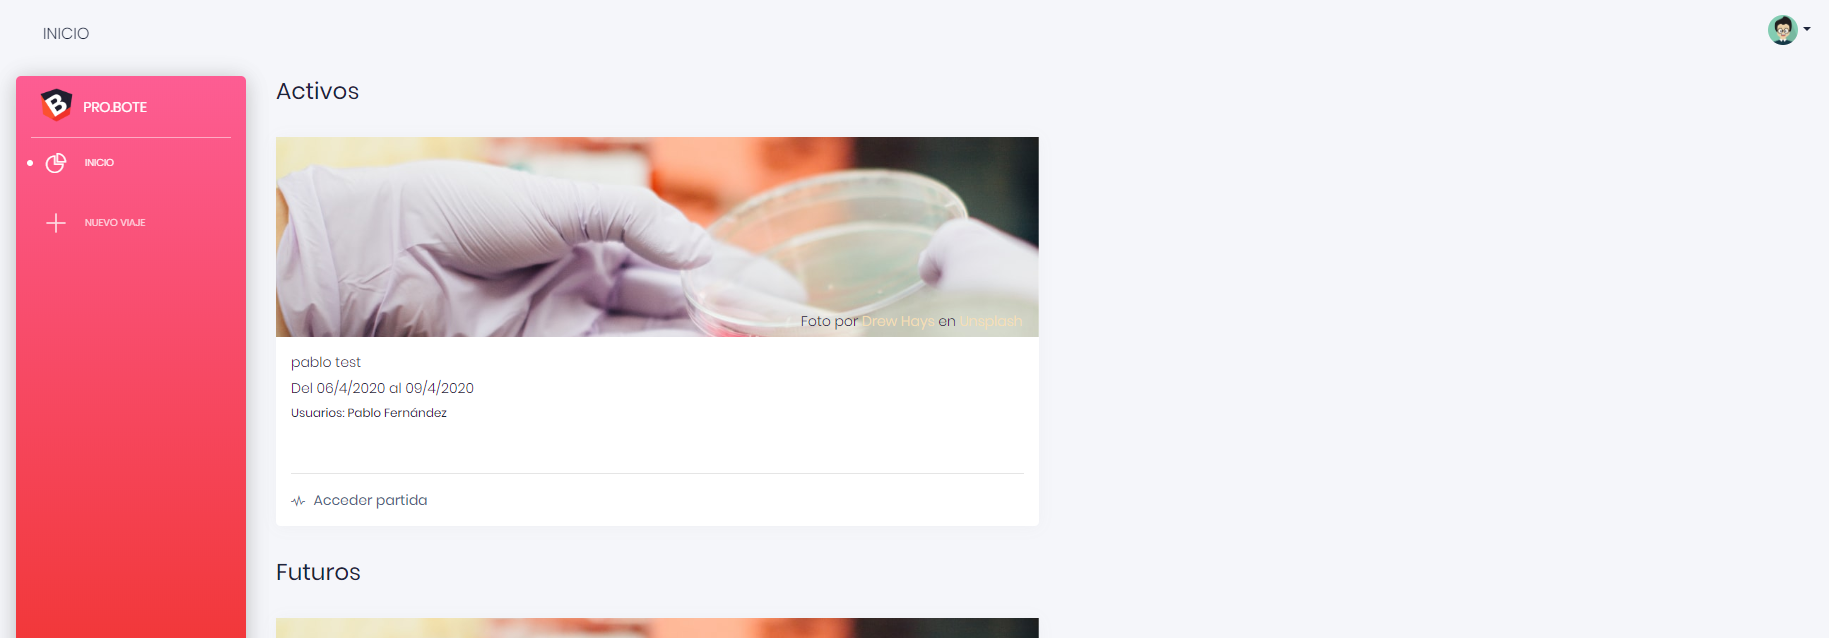 INICIO
PRO.BOTE
INICIO
NUEVO VIAJE
Activos
Foto por Drew Hays en Unsplash
pablo test
Del 06/4/2020 al 09/4/2020
Usuarios: Pablo Fernández
Acceder partida
Futuros